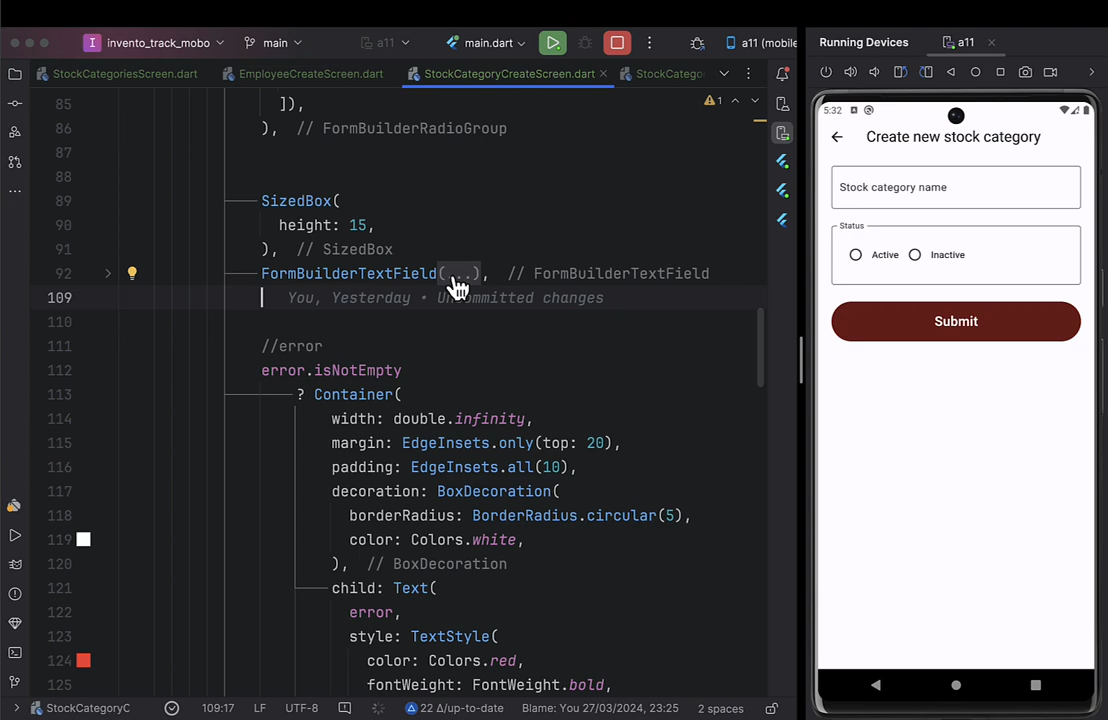 I invento_track_mobo main a11 main.dart a11 (mobile Running Devices a11
StockCategoriesScreen.dart EmployeeCreateScreen.dart StockCategoryCreateScreen.dart StockCatego
85 ]),
86 ), // FormBuilderRadioGroup
87
88
89 SizedBox(
90 height: 15,
91 ), // SizedBox
92 FormBuilderTextField(...), // FormBuilderTextField
109 You, Yesterday • Uncommitted changes
110
111 //error
112 error.isNotEmpty
113 ? Container(
114 width: double.infinity,
115 margin: EdgeInsets.only(top: 20),
116 padding: EdgeInsets.all(10),
117 decoration: BoxDecoration(
118 borderRadius: BorderRadius.circular(5),
119 color: Colors.white,
120 ), // BoxDecoration
121 child: Text(
122 error,
123 style: TextStyle(
124 color: Colors.red,
125 fontWeight: FontWeight.bold,
1
StockCategoryC 109:17 LF UTF-8 22 Δ/up-to-date Blame: You 27/03/2024, 23:25 2 spaces
5:32
Create new stock category
Stock category name
Status
Active Inactive
Submit